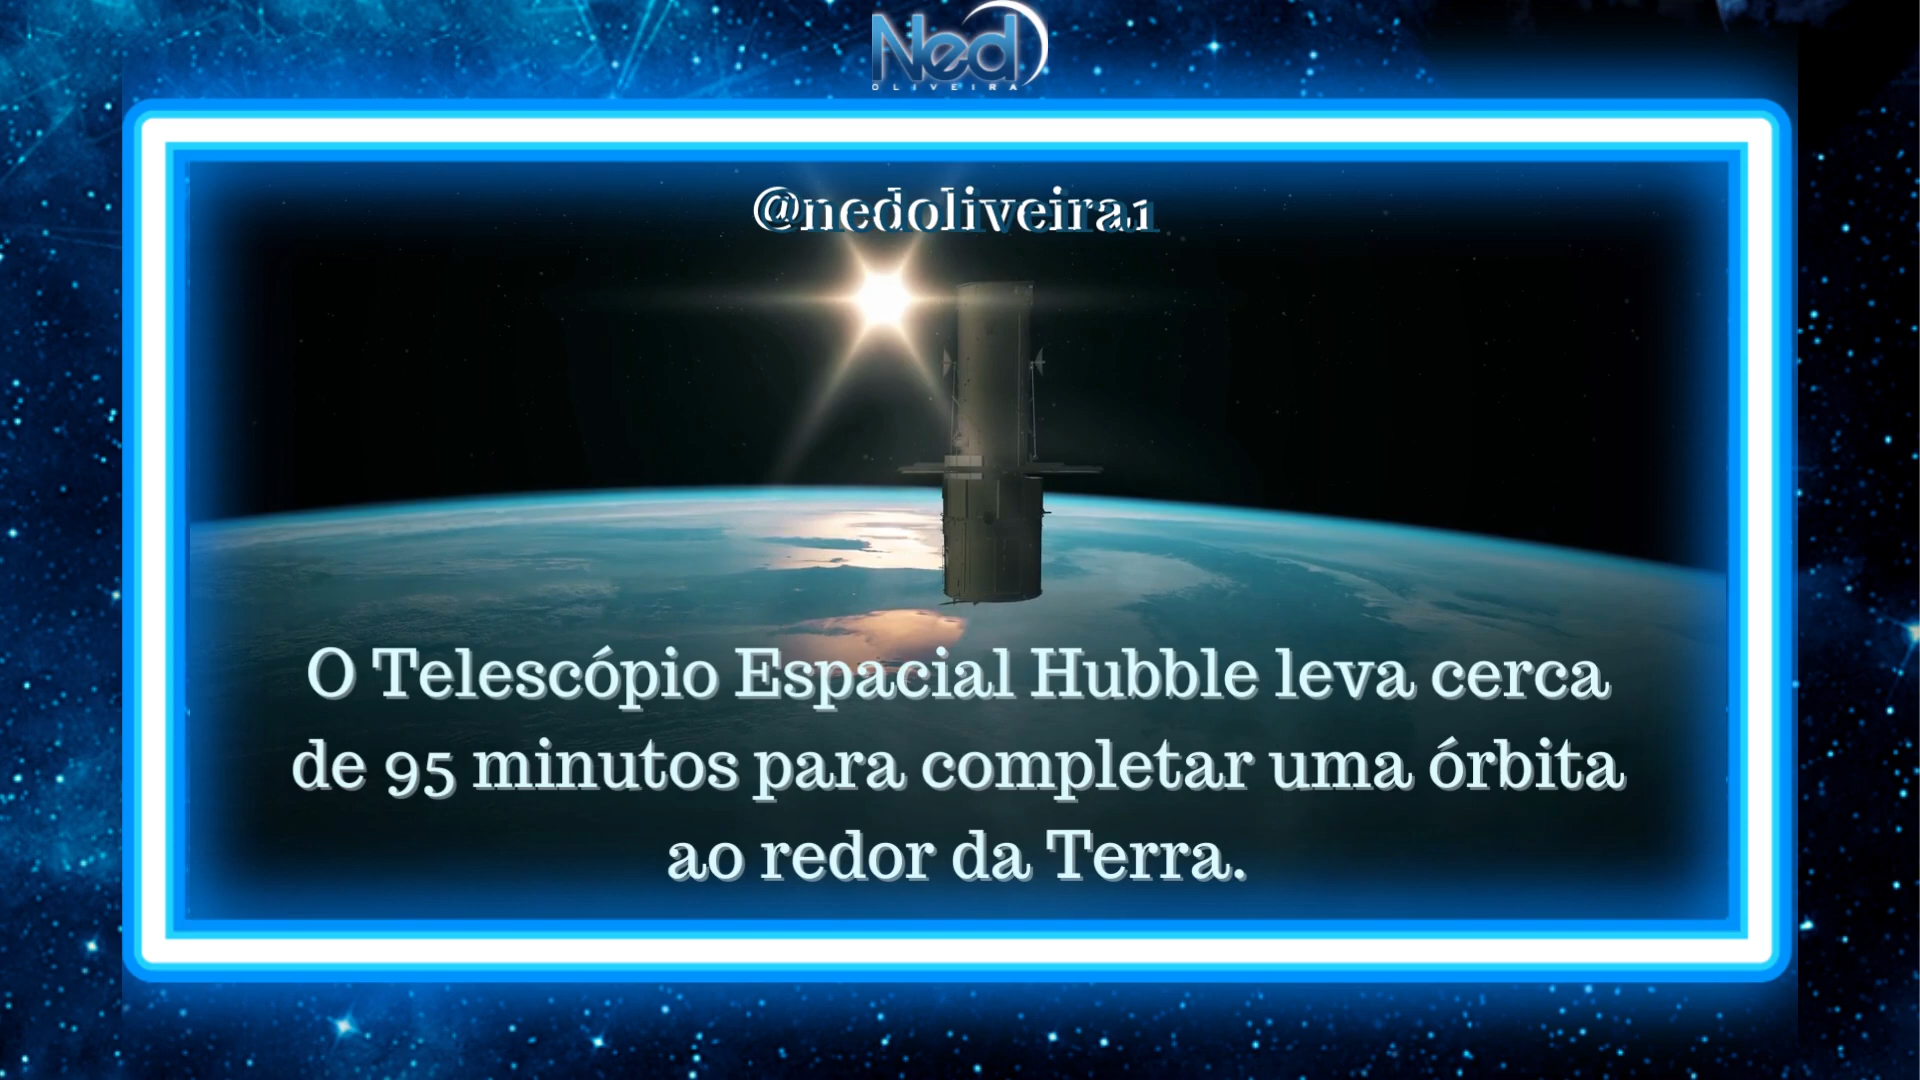 Ned
OLIVEIRA
@nedoliveira1
O Telescópio Espacial Hubble leva cerca
de 95 minutos para completar uma órbita
ao redor da Terra.